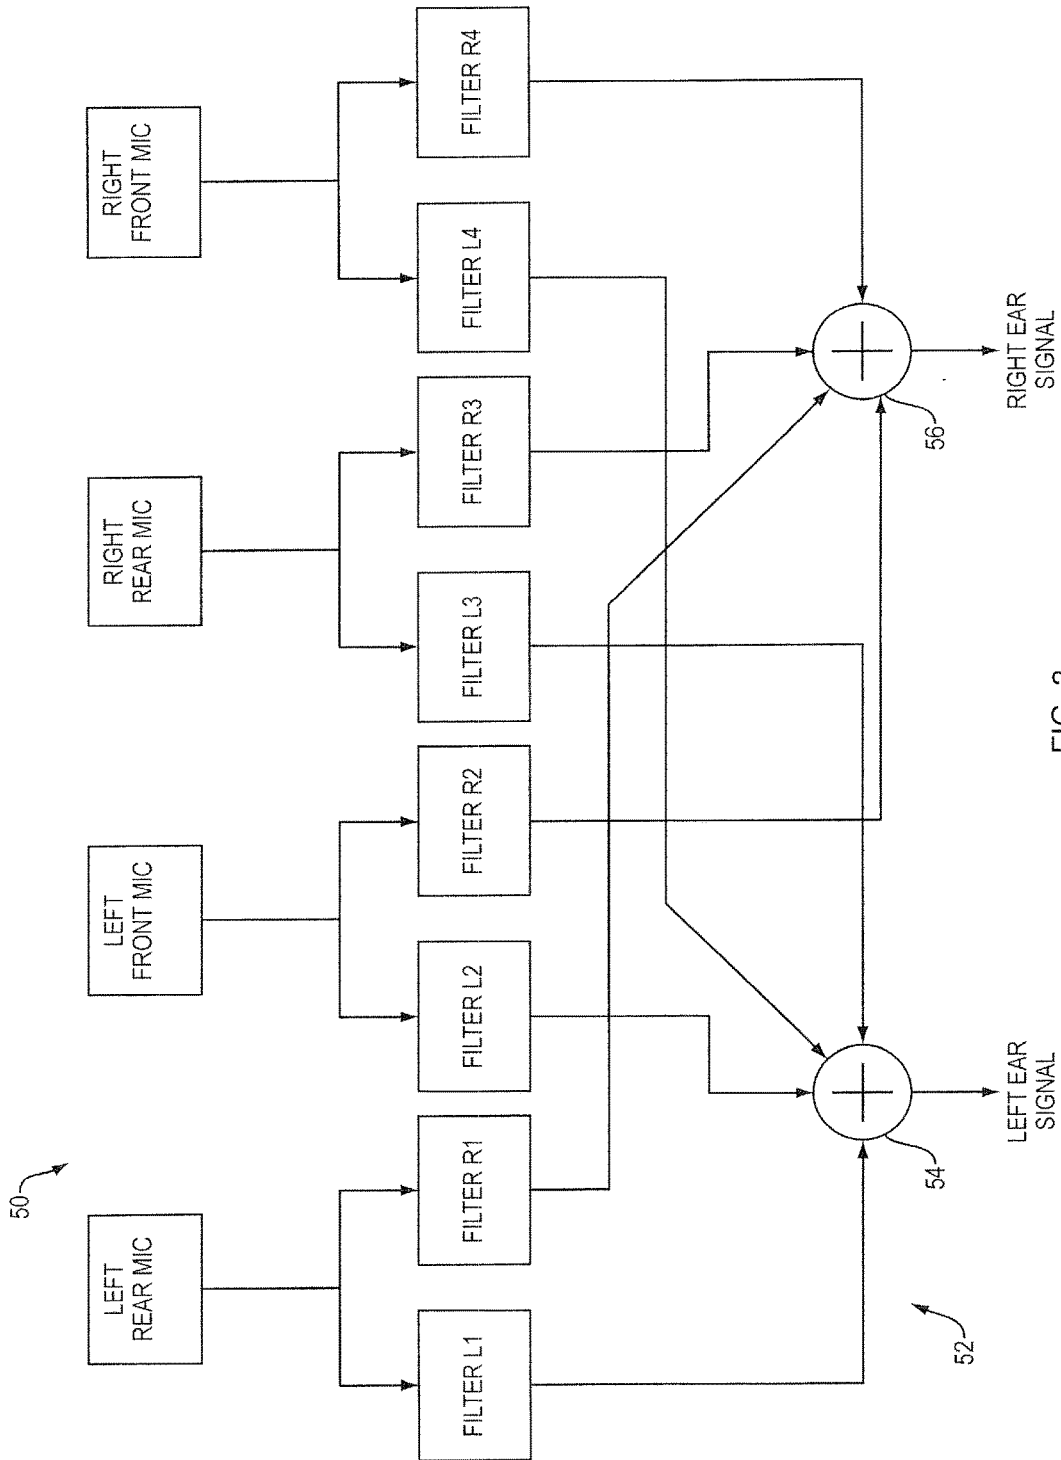 50
LEFT
REAR MIC
LEFT
FRONT MIC
RIGHT
REAR MIC
RIGHT
FRONT MIC
FILTER L1
FILTER R1
FILTER L2
FILTER R2
FILTER L3
FILTER R3
FILTER L4
FILTER R4
52
54
56
LEFT EAR
SIGNAL
RIGHT EAR
SIGNAL
FIG.